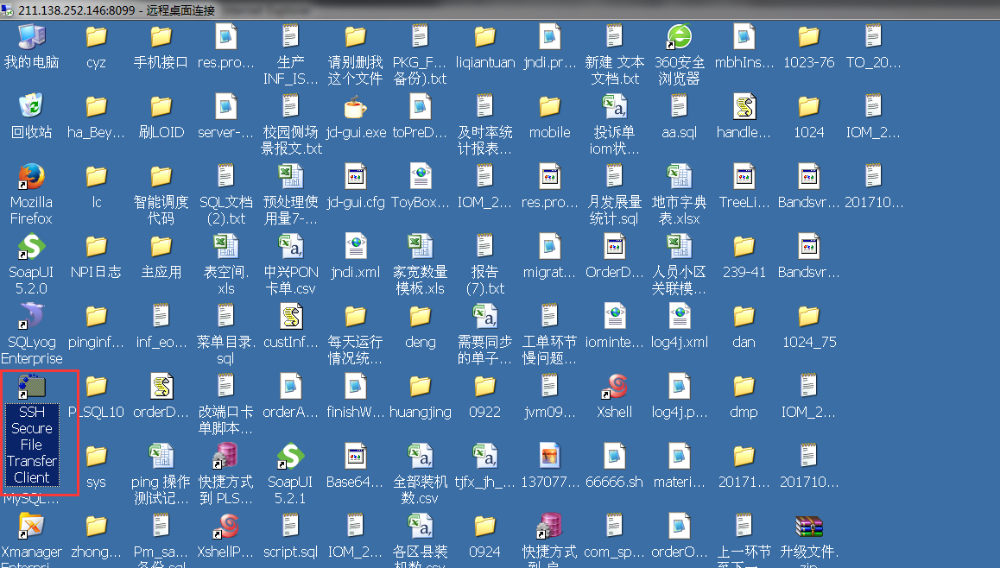 211.138.252.146:8099 - 远程桌面连接
我的电脑 cyz 手机接口 res.pro... 生产 请别删我 PKG_F... liqiantuan jndi.pr... 新建 文本 360安全 mbhIns... 1023-76 TO_20...
INF_IS... 这个文件 备份).txt 文档.txt 浏览器
回收站 ha_Bey... 刷LOID server-... 校园侧场 jd-gui.exe toPreD... 及时率统 mobile 投诉单 aa.sql handle... 1024 IOM_2...
景报文.txt 计报表... iom状...
Mozilla lc 智能调度 SQL文档 预处理使 jd-gui.cfg ToyBox... IOM_2... res.pro... 月发展量 地市字典 TreeLi... Bandsvr... 201710...
Firefox 代码 (2).txt 用量7-... 统计.sql 表.xlsx
SoapUI NPI日志 主应用 表空间. 中兴PON jndi.xml 家宽数量 报告 migrat... OrderD... 人员小区 239-41 Bandsvr...
5.2.0 xls 卡单.csv 模板.xls (7).txt 关联模...
SQLyog pinginf... inf_eo... 菜单目录. custInf... 每天运行 deng 需要同步 工单环节 iominte... log4j.xml dan 1024_75
Enterprise sql 情况统... 的单子... 慢问题...
SSH PLSQL10 orderD... 改端口卡 orderA... finishW... huangjing 0922 jvm09... Xshell log4j.p... dmp IOM_2...
Secure 单脚本...
File
Transfer
Client
MySQL...
sys ping 操作 快捷方式 SoapUI Base64... 全部装机 tjfx_jh_... 137077... 66666.sh materi... 20171... 201710...
测试记... 到 PLS... 5.2.1 数.csv
Xmanager zhong... Pm_sa... XshellP... script.sql IOM_2... 各区县装 0924 快捷方式 com_sp... orderO... 上一环节 升级文件.
Enterpri... 备份.sql 机数.csv 至下一... zip